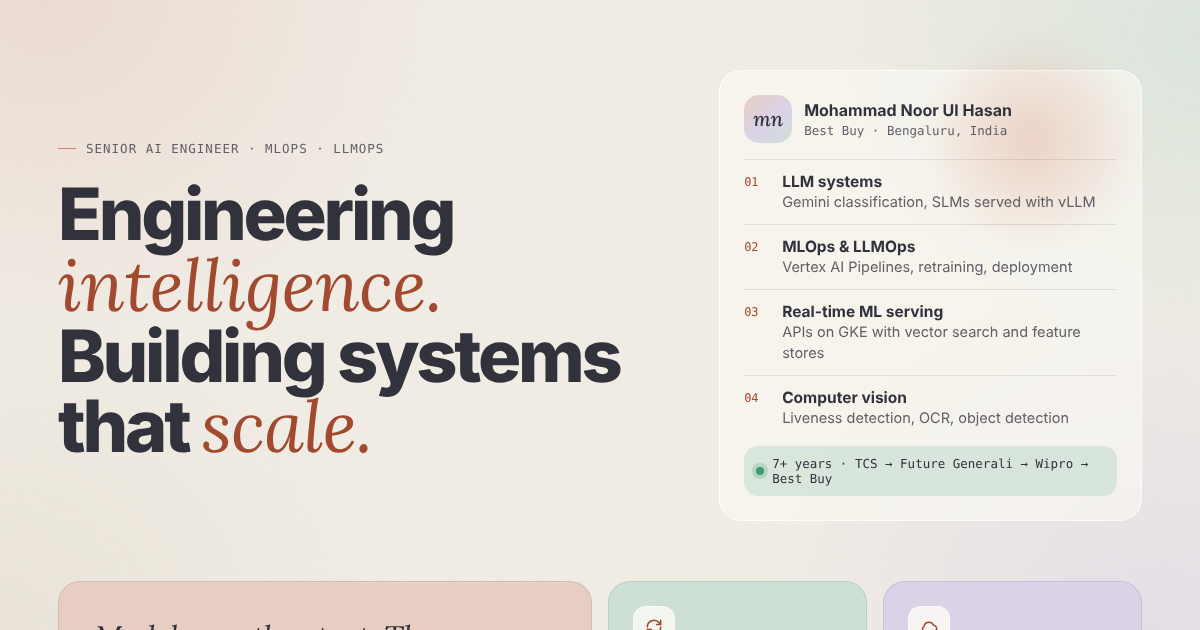 SENIOR AI ENGINEER · MLOPS · LLMOPS
Engineering
intelligence.
Building systems
that scale.
mn
Mohammad Noor Ul Hasan
Best Buy · Bengaluru, India
01
LLM systems
Gemini classification, SLMs served with vLLM
02
MLOps & LLMOps
Vertex AI Pipelines, retraining, deployment
03
Real-time ML serving
APIs on GKE with vector search and feature
stores
04
Computer vision
Liveness detection, OCR, object detection
7+ years · TCS → Future Generali → Wipro →
Best Buy